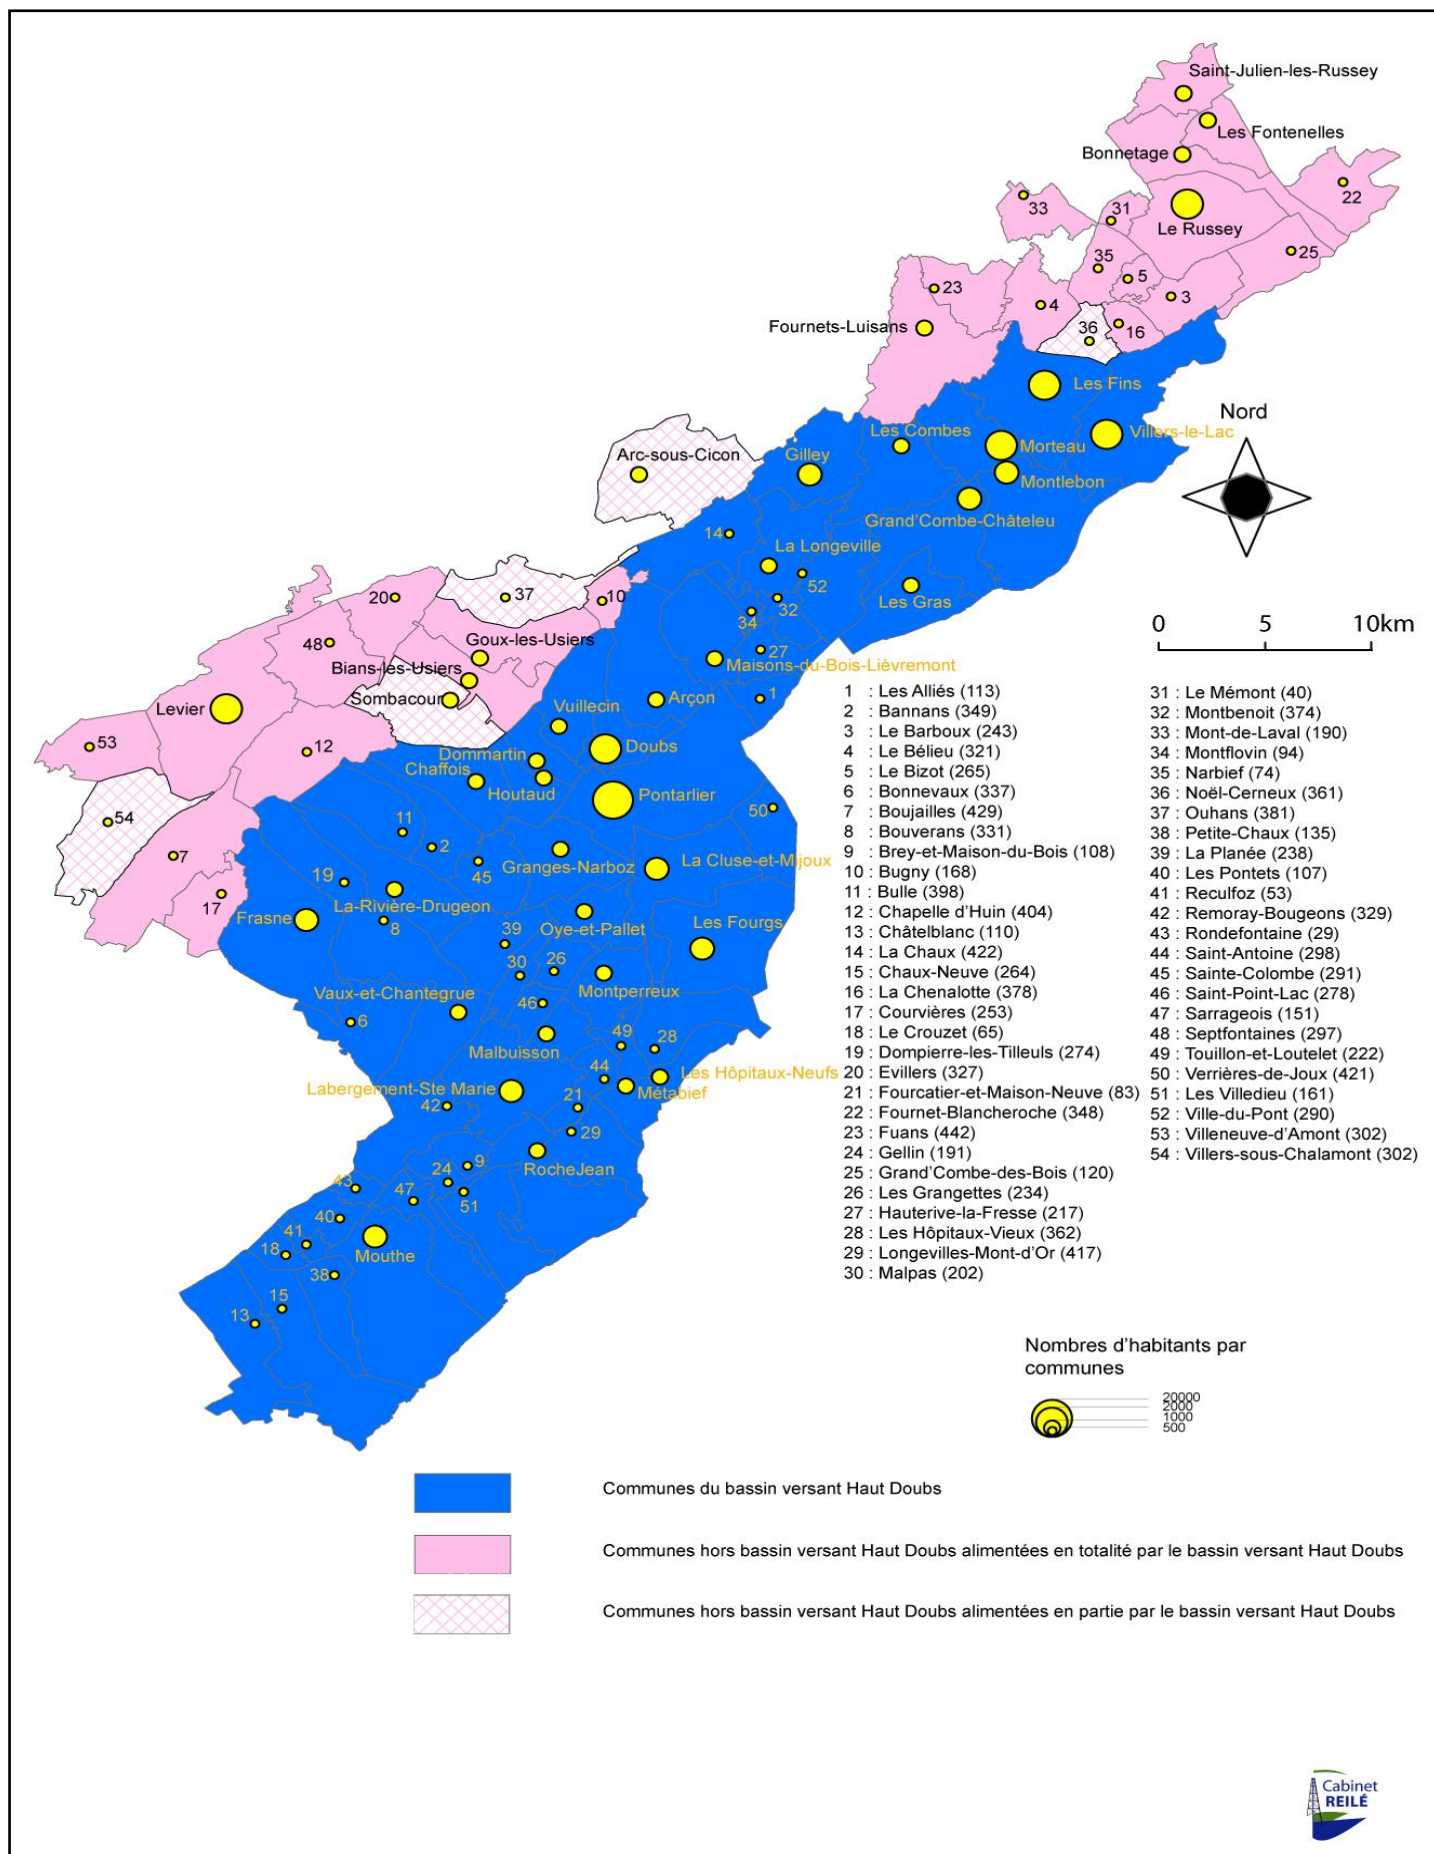 Saint-Julien-les-Russey
Les Fontenelles
Bonnetage
22
33
31
Le Russey
25
35
5
23
3
4
Fournets-Luisans
36
16
Les Fins
Nord
Les Combes
Villers-le-Lac
Morteau
Arc-sous-Cicon
Gilley
Montlebon
Grand'Combe-Châteleu
14
La Longeville
52
20
37
10
Les Gras
32
34
0 5 10km
48
Goux-les-Usiers
27
Bians-les-Usiers
Maisons-du-Bois-Lièvremont
Sombacour
Arçon
1
Levier
Vuillecin
53
12
Doubs
Dommartin
Chaffois
Houtaud
Pontarlier
50
54
11
2
7
45
Granges-Narboz
La Cluse-et-Mijoux
19
17
La-Rivière-Drugeon
Frasne
8
Oye-et-Pallet
Les Fourgs
39
30
26
Montperreux
Vaux-et-Chantegrue
46
6
Malbuisson
49
28
44
Les Hôpitaux-Neufs
Labergement-Ste Marie
Métabief
42
21
29
9
RocheJean
24
43
47
51
40
41
Mouthe
18
38
15
13
1 : Les Alliés (113)
2 : Bannans (349)
3 : Le Barboux (243)
4 : Le Bélieu (321)
5 : Le Bizot (265)
6 : Bonnevaux (337)
7 : Boujailles (429)
8 : Bouverans (331)
9 : Brey-et-Maison-du-Bois (108)
10 : Bugny (168)
11 : Bulle (398)
12 : Chapelle d'Huin (404)
13 : Châtelblanc (110)
14 : La Chaux (422)
15 : Chaux-Neuve (264)
16 : La Chenalotte (378)
17 : Courvières (253)
18 : Le Crouzet (65)
19 : Dompierre-les-Tilleuls (274)
20 : Evillers (327)
21 : Fourcatier-et-Maison-Neuve (83)
22 : Fournet-Blancheroche (348)
23 : Fuans (442)
24 : Gellin (191)
25 : Grand'Combe-des-Bois (120)
26 : Les Grangettes (234)
27 : Hauterive-la-Fresse (217)
28 : Les Hôpitaux-Vieux (362)
29 : Longevilles-Mont-d'Or (417)
30 : Malpas (202)
31 : Le Mémont (40)
32 : Montbenoit (374)
33 : Mont-de-Laval (190)
34 : Montflovin (94)
35 : Narbief (74)
36 : Noël-Cerneux (361)
37 : Ouhans (381)
38 : Petite-Chaux (135)
39 : La Planée (238)
40 : Les Pontets (107)
41 : Reculfoz (53)
42 : Remoray-Bougeons (329)
43 : Rondefontaine (29)
44 : Saint-Antoine (298)
45 : Sainte-Colombe (291)
46 : Saint-Point-Lac (278)
47 : Sarrageois (151)
48 : Septfontaines (297)
49 : Touillon-et-Loutelet (222)
50 : Verrières-de-Joux (421)
51 : Les Villedieu (161)
52 : Ville-du-Pont (290)
53 : Villeneuve-d'Amont (302)
54 : Villers-sous-Chalamont (302)
Nombres d'habitants par
communes
20000
2000
1000
500
Communes du bassin versant Haut Doubs
Communes hors bassin versant Haut Doubs alimentées en totalité par le bassin versant Haut Doubs
Communes hors bassin versant Haut Doubs alimentées en partie par le bassin versant Haut Doubs
Cabinet
REILÉ